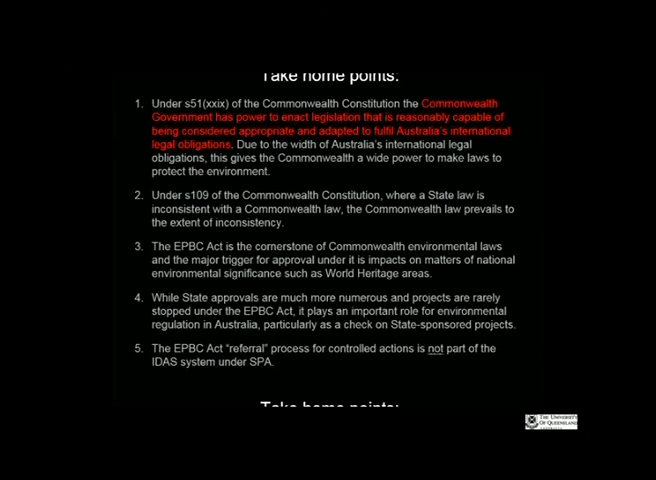 Take home points:
1. Under s51(xxix) of the Commonwealth Constitution the Commonwealth
Government has power to enact legislation that is reasonably capable of
being considered appropriate and adapted to fulfil Australia's international
legal obligations. Due to the width of Australia's international legal
obligations, this gives the Commonwealth a wide power to make laws to
protect the environment.
2. Under s109 of the Commonwealth Constitution, where a State law is
inconsistent with a Commonwealth law, the Commonwealth law prevails to
the extent of inconsistency.
3. The EPBC Act is the cornerstone of Commonwealth environmental laws
and the major trigger for approval under it is impacts on matters of national
environmental significance such as World Heritage areas.
4. While State approvals are much more numerous and projects are rarely
stopped under the EPBC Act, it plays an important role for environmental
regulation in Australia, particularly as a check on State-sponsored projects.
5. The EPBC Act "referral" process for controlled actions is not part of the
IDAS system under SPA.
Take home points:
THE UNIVERSITY
OF QUEENSLAND